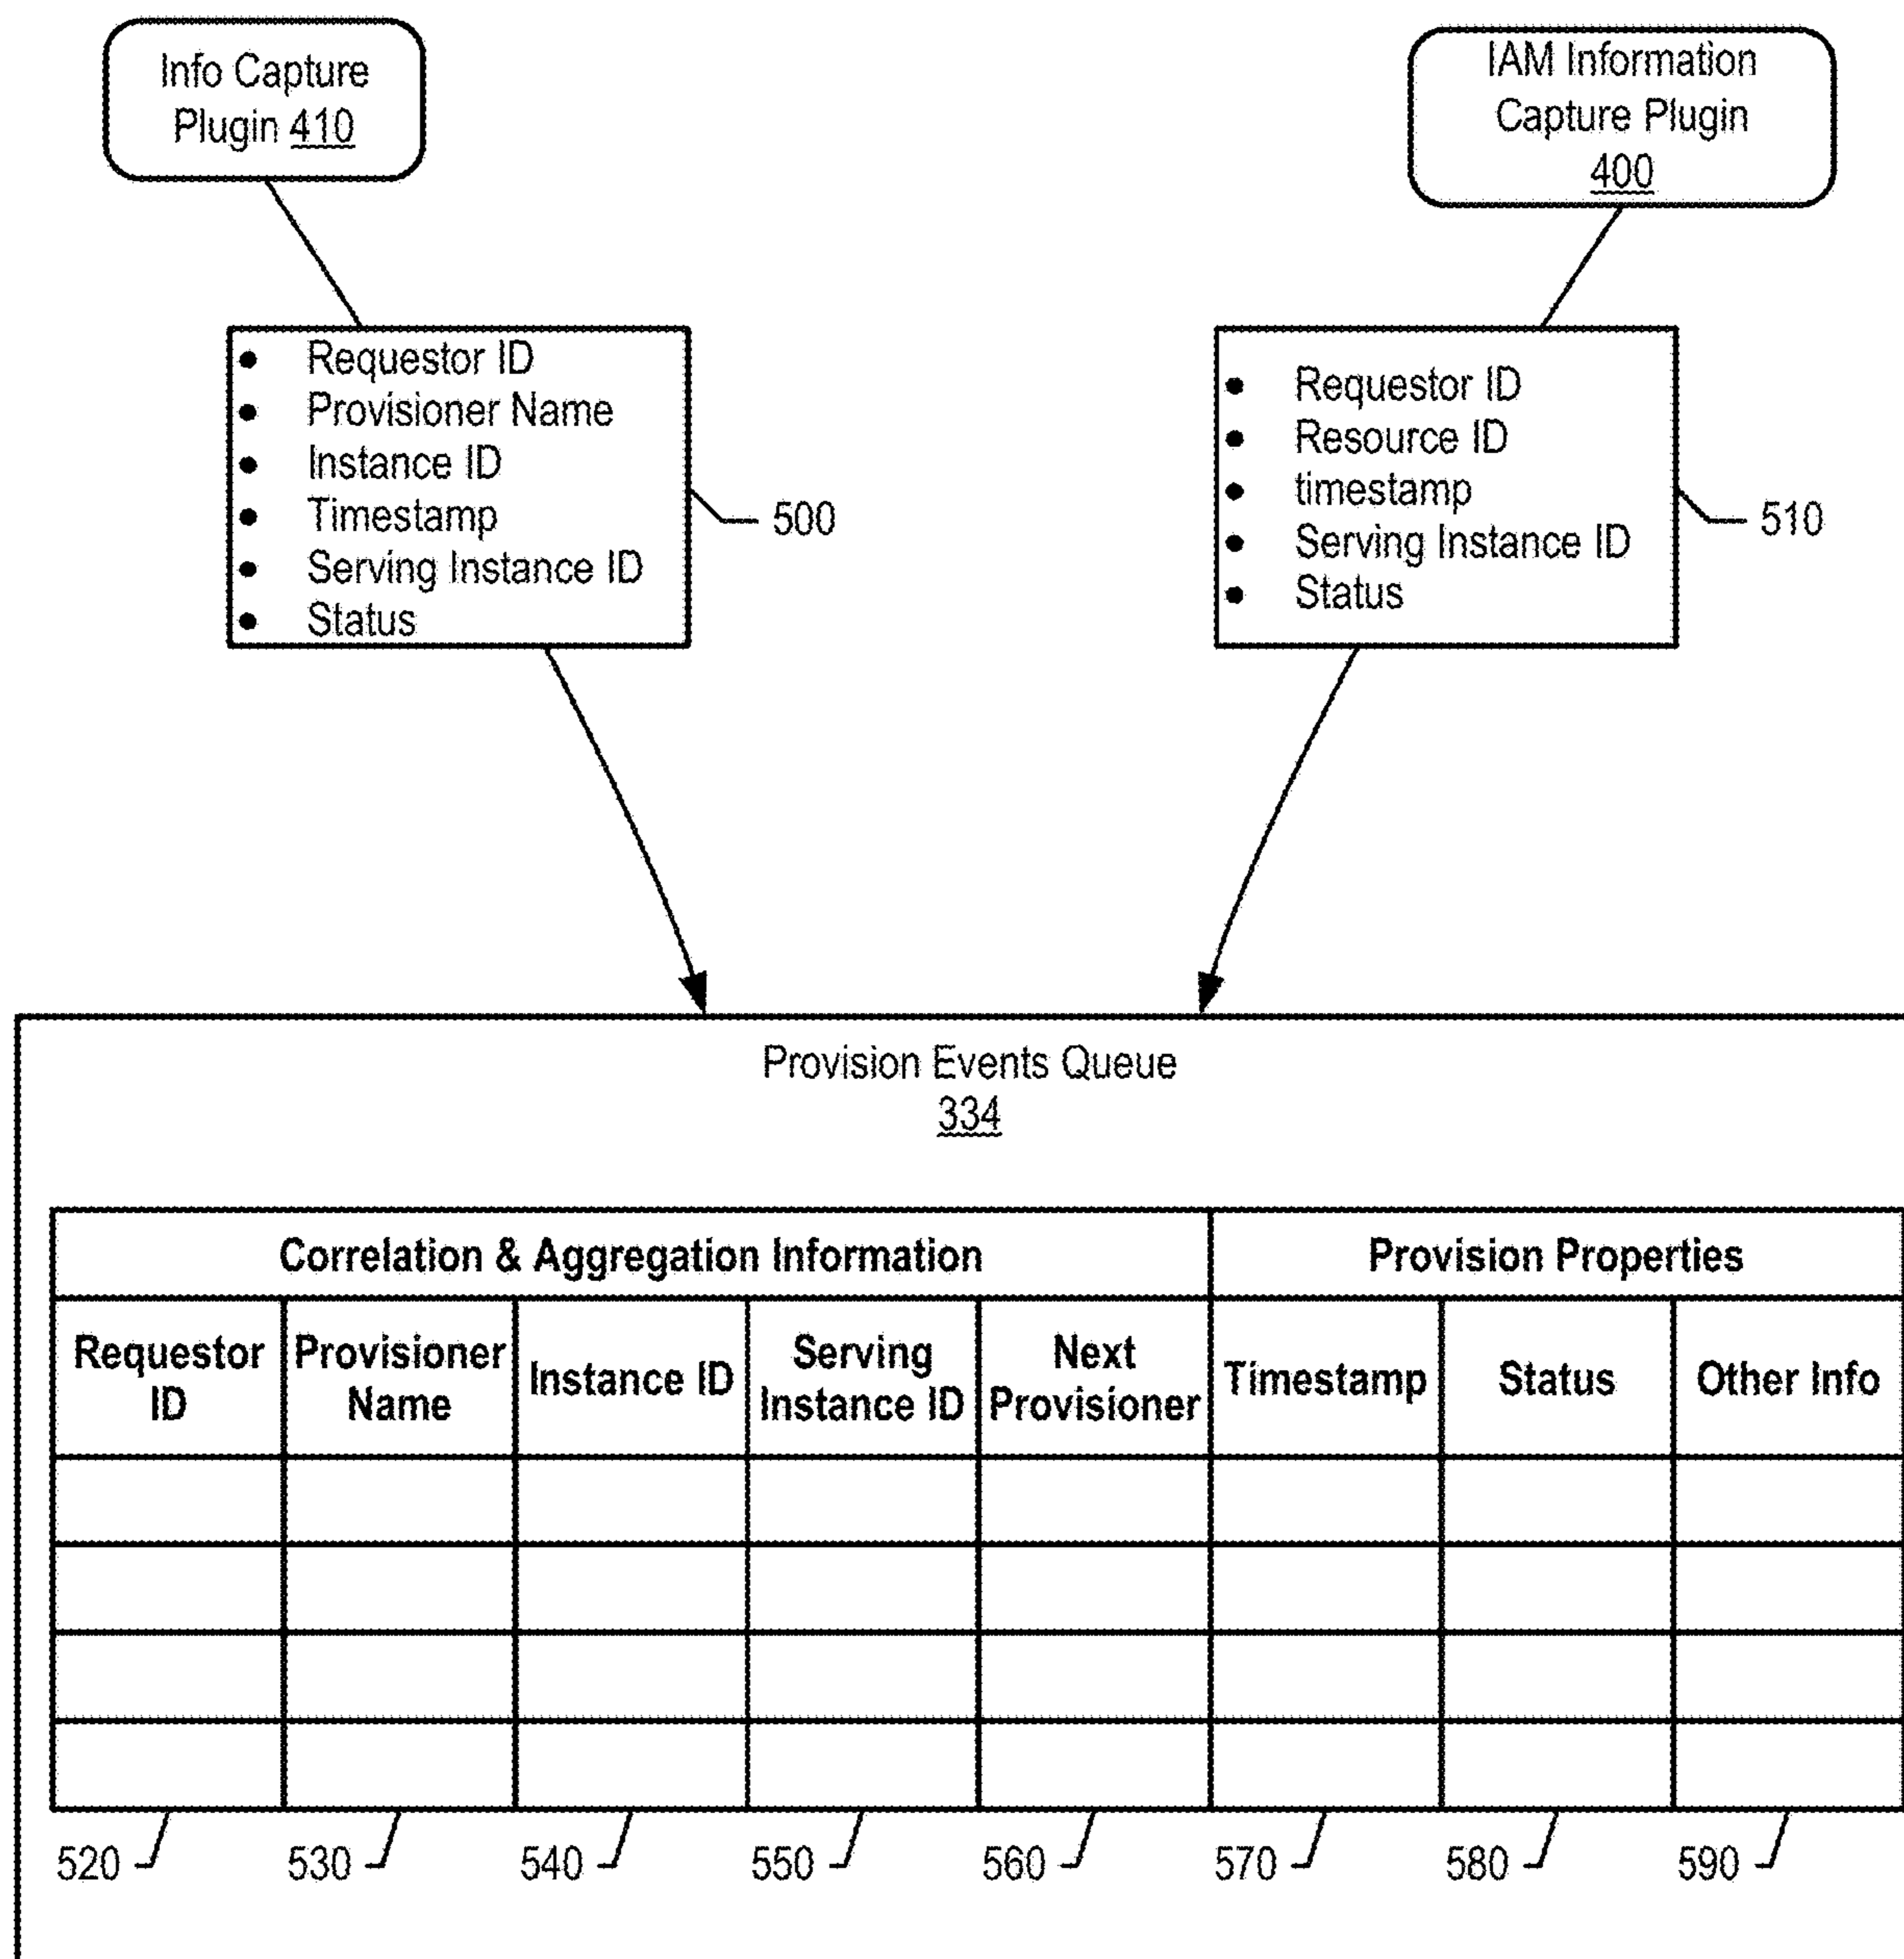 Info Capture
Plugin 410
IAM Information
Capture Plugin
400
• Requestor ID
• Provisioner Name
• Instance ID
• Timestamp
• Serving Instance ID
• Status
500
• Requestor ID
• Resource ID
• timestamp
• Serving Instance ID
• Status
510
Provision Events Queue
334
Correlation & Aggregation Information
Provision Properties
Requestor
ID
Provisioner
Name
Instance ID
Serving
Instance ID
Next
Provisioner
Timestamp
Status
Other Info
520
530
540
550
560
570
580
590